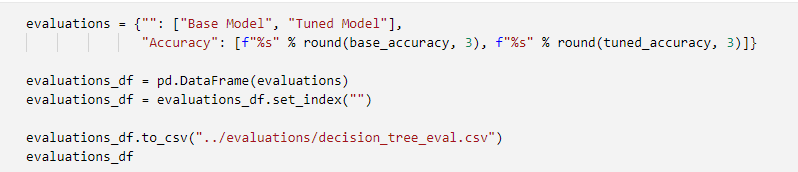 evaluations = {"": ["Base Model", "Tuned Model"],
"Accuracy": [f"%s" % round(base_accuracy, 3), f"%s" % round(tuned_accuracy, 3)]}
evaluations_df = pd.DataFrame(evaluations)
evaluations_df = evaluations_df.set_index("")
evaluations_df.to_csv("../evaluations/decision_tree_eval.csv")
evaluations_df